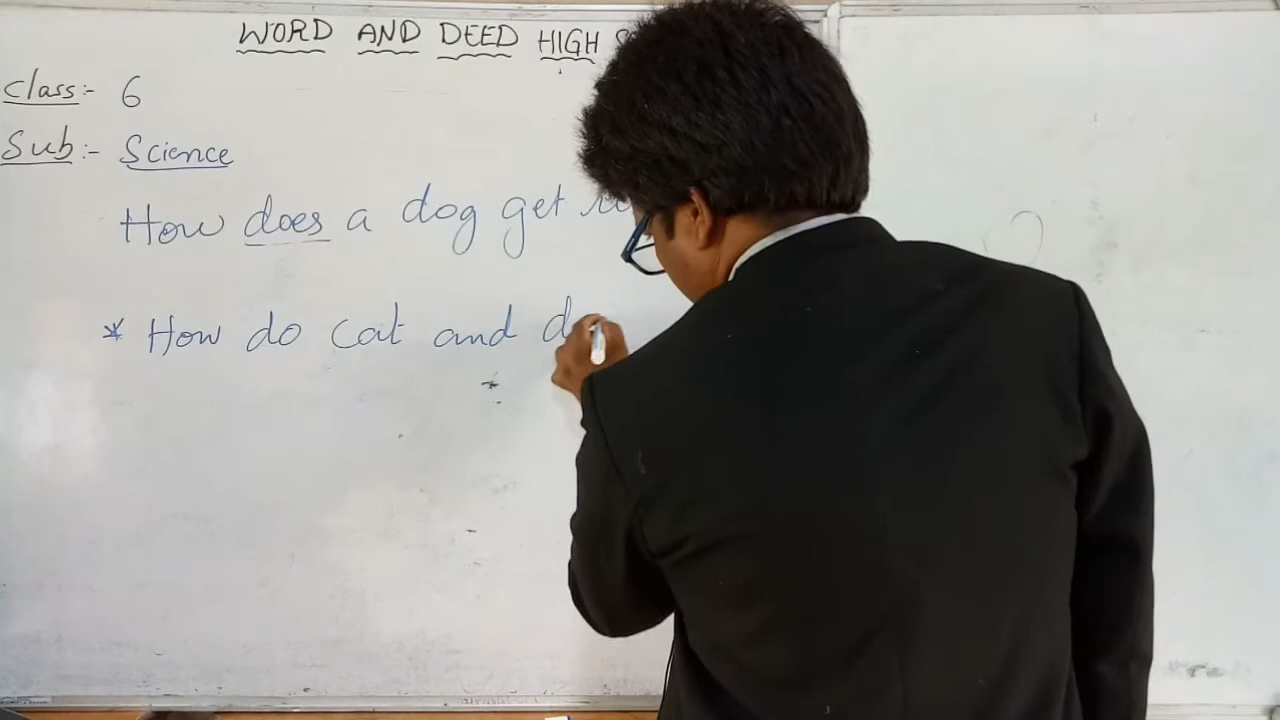 WORD AND DEED HIGH
Class:- 6
Sub:- Science
How does a dog get
* How do cat and